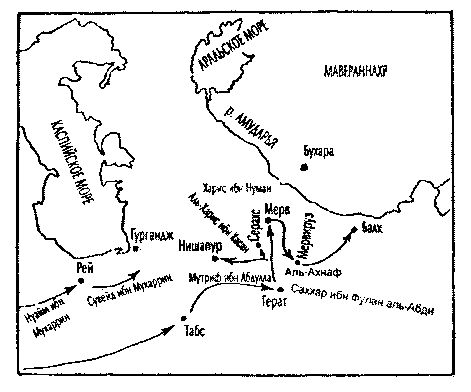 АРАЛЬСКОЕ МОРЕ
МАВЕРАННАХР
КАСПИЙСКОЕ МОРЕ
р. АМУДАРЬЯ
Бухара
Харис ибн Нуман
Аль-Харис ибн Хасан
Серахс
Мерв
Мерверуз
Балх
Гургандж
Нишапур
Рей
Аль-Ахнаф
Сувейд ибн Мукаррин
Мутриф ибн Абдулла
Нуайм ибн
Мукаррин
Герат
Саххар ибн Фулан аль-Абди
Табс